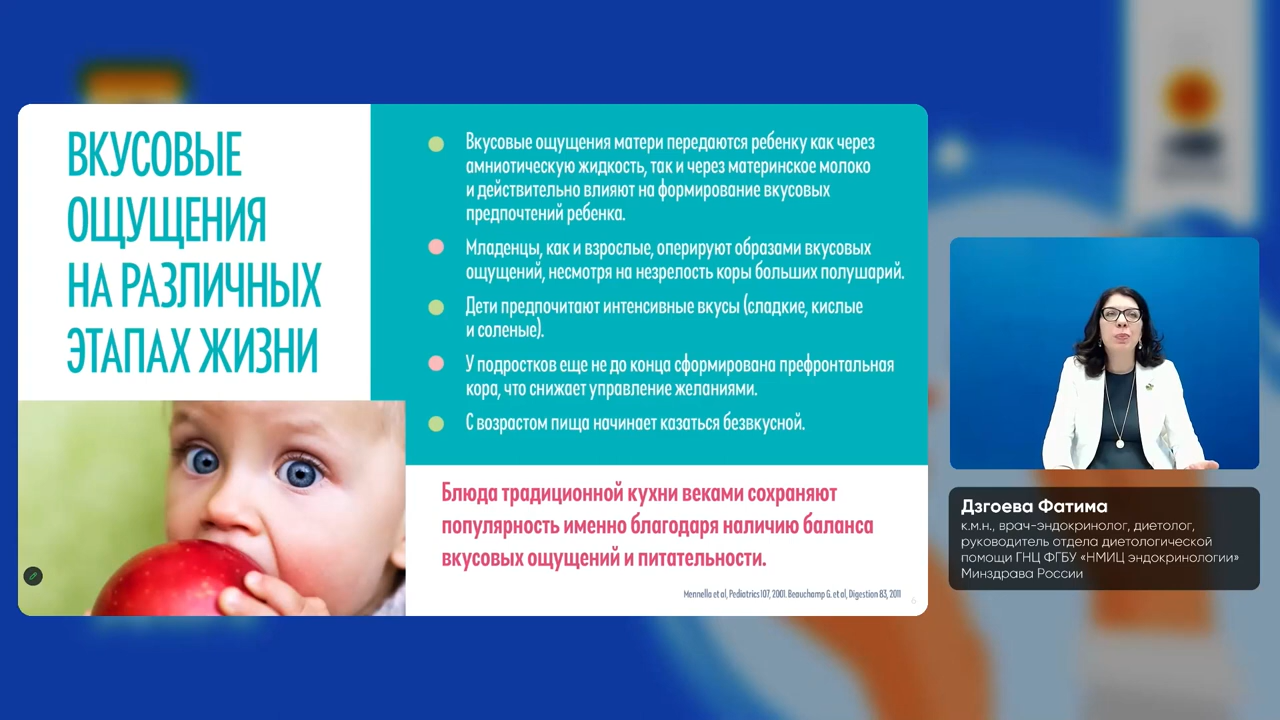 ВКУСОВЫЕ
ОЩУЩЕНИЯ
НА РАЗЛИЧНЫХ
ЭТАПАХ ЖИЗНИ
Вкусовые ощущения матери передаются ребенку как через
амниотическую жидкость, так и через материнское молоко
и действительно влияют на формирование вкусовых
предпочтений ребенка.
Младенцы, как и взрослые, оперируют образами вкусовых
ощущений, несмотря на незрелость коры больших полушарий.
Дети предпочитают интенсивные вкусы (сладкие, кислые
и соленые).
У подростков еще не до конца сформирована префронтальная
кора, что снижает управление желаниями.
С возрастом пища начинает казаться безвкусной.
Блюда традиционной кухни веками сохраняют
популярность именно благодаря наличию баланса
вкусовых ощущений и питательности.
Mennella et al, Pediatrics 107, 2001. Beauchamp G. et al, Digestion 83, 2011
6
Дзгоева Фатима
к.м.н., врач-эндокринолог, диетолог,
руководитель отдела диетологической
помощи ГНЦ ФГБУ «НМИЦ эндокринологии»
Минздрава России